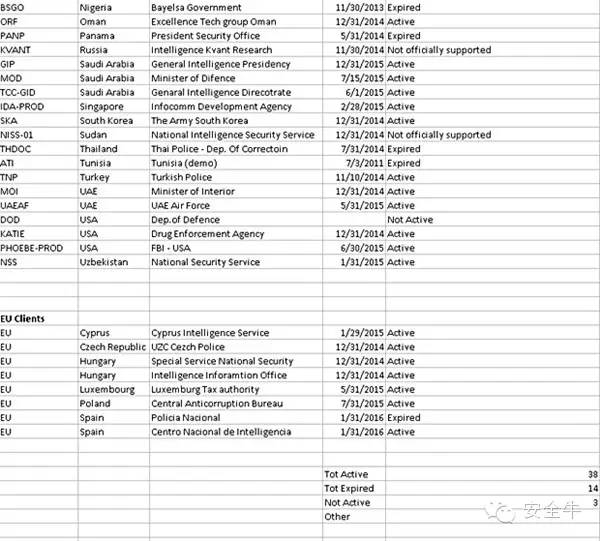 BSGO Nigeria Bayelsa Government 11/30/2013 Expired
ORF Oman Excellence Tech group Oman 12/31/2014 Active
PANP Panama President Security Office 5/31/2014 Expired
KVANT Russia Intelligence Kvant Research 11/30/2014 Not officially supported
GIP Saudi Arabia General Intelligence Presidency 12/31/2015 Active
MOD Saudi Arabia Minister of Difence 7/15/2015 Active
TCC-GID Saudi Arabia Genaral Intelligence Direcotrate 6/1/2015 Active
IDA-PROD Singapore Infocomm Development Agency 2/28/2015 Active
SKA South Korea The Army South Korea 12/31/2014 Active
NISS-01 Sudan National Intelligence Security Service 12/31/2014 Not officially supported
THDOC Thailand Thai Police - Dep. Of Correctoin 7/31/2014 Expired
ATI Tunisia Tunisia (demo) 7/3/2011 Expired
TNP Turkey Turkish Police 11/10/2014 Active
MOI UAE Minister of Interior 12/31/2014 Active
UAEAF UAE UAE Air Force 5/31/2015 Active
DOD USA Dep.of Defence Not Active
KATIE USA Drug Enforcement Agency 12/31/2014 Active
PHOEBE-PROD USA FBI - USA 6/30/2015 Active
NSS Uzbekistan National Security Service 1/31/2015 Active
EU Clients
EU Cyprus Cyprus Intelligence Service 1/29/2015 Active
EU Czech Republic UZC Cezch Police 12/31/2014 Active
EU Hungary Special Service National Security 12/31/2014 Active
EU Hungary Intelligence Inforamtion Office 12/31/2014 Active
EU Luxembourg Luxemburg Tax authority 5/31/2015 Active
EU Poland Central Anticorruption Bureau 7/31/2015 Active
EU Spain Policia Nacional 1/31/2016 Expired
EU Spain Centro Nacional de Intelligencia 1/31/2016 Active
Tot Active 38
Tot Expired 14
Not Active 3
Other
安全牛